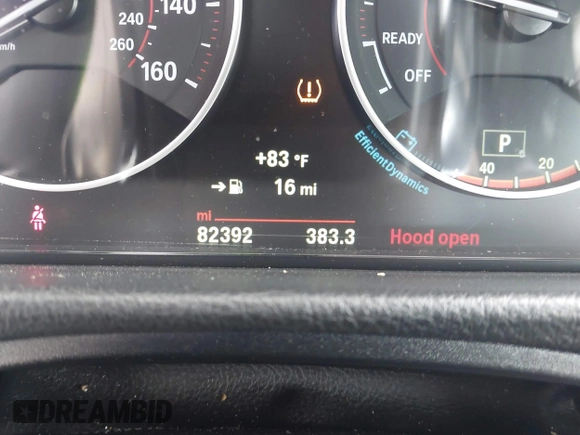 140
240
m/h
260
160
READY
OFF
+83 °F
16 mi
EfficientDynamics
P
40
20
mi
82392 383.3 Hood open
DREAMBID